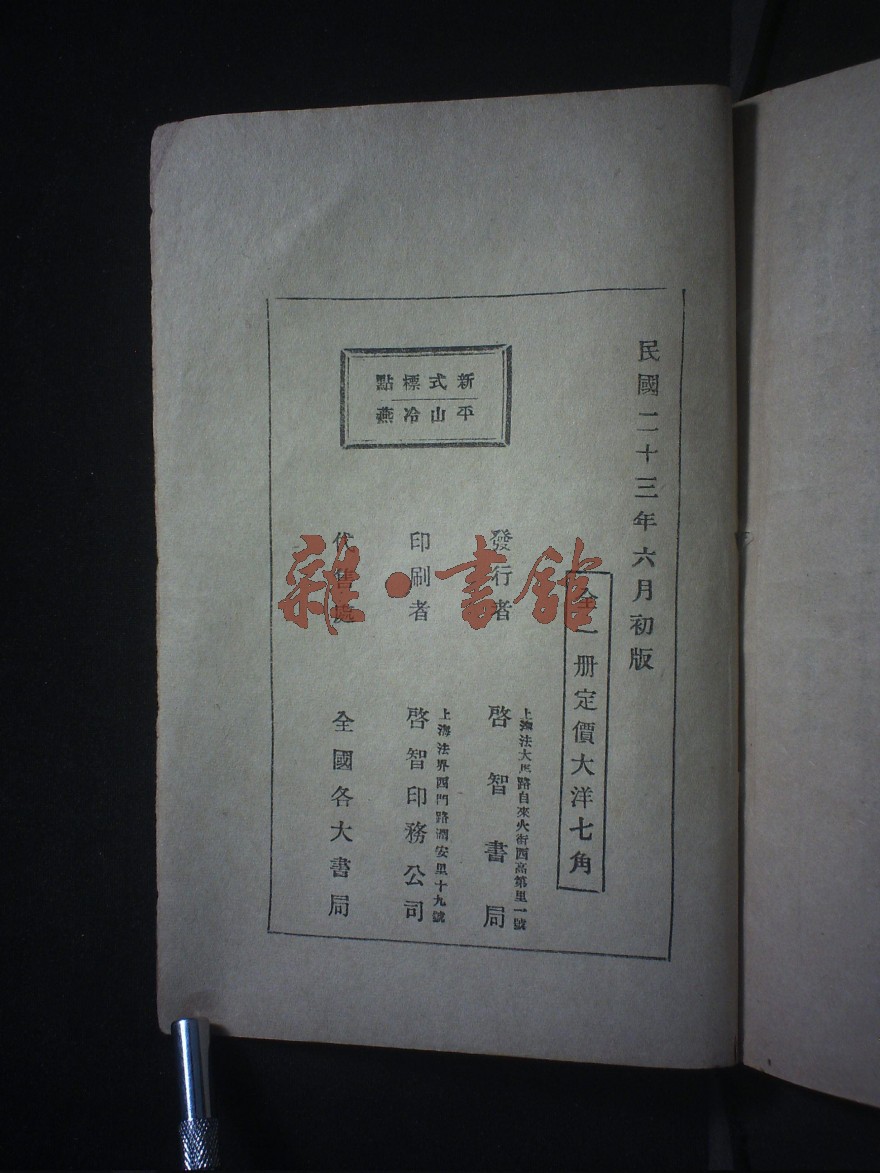 民國二十三年六月初版
全一册定價大洋七角
新式標點
平山冷燕
發行者
上海法大馬路自來火街西高第里一號
啓智書局
印刷者
上海法界西門路潤安里十九號
啓智印務公司
代售處
全國各大書局
雜·書館